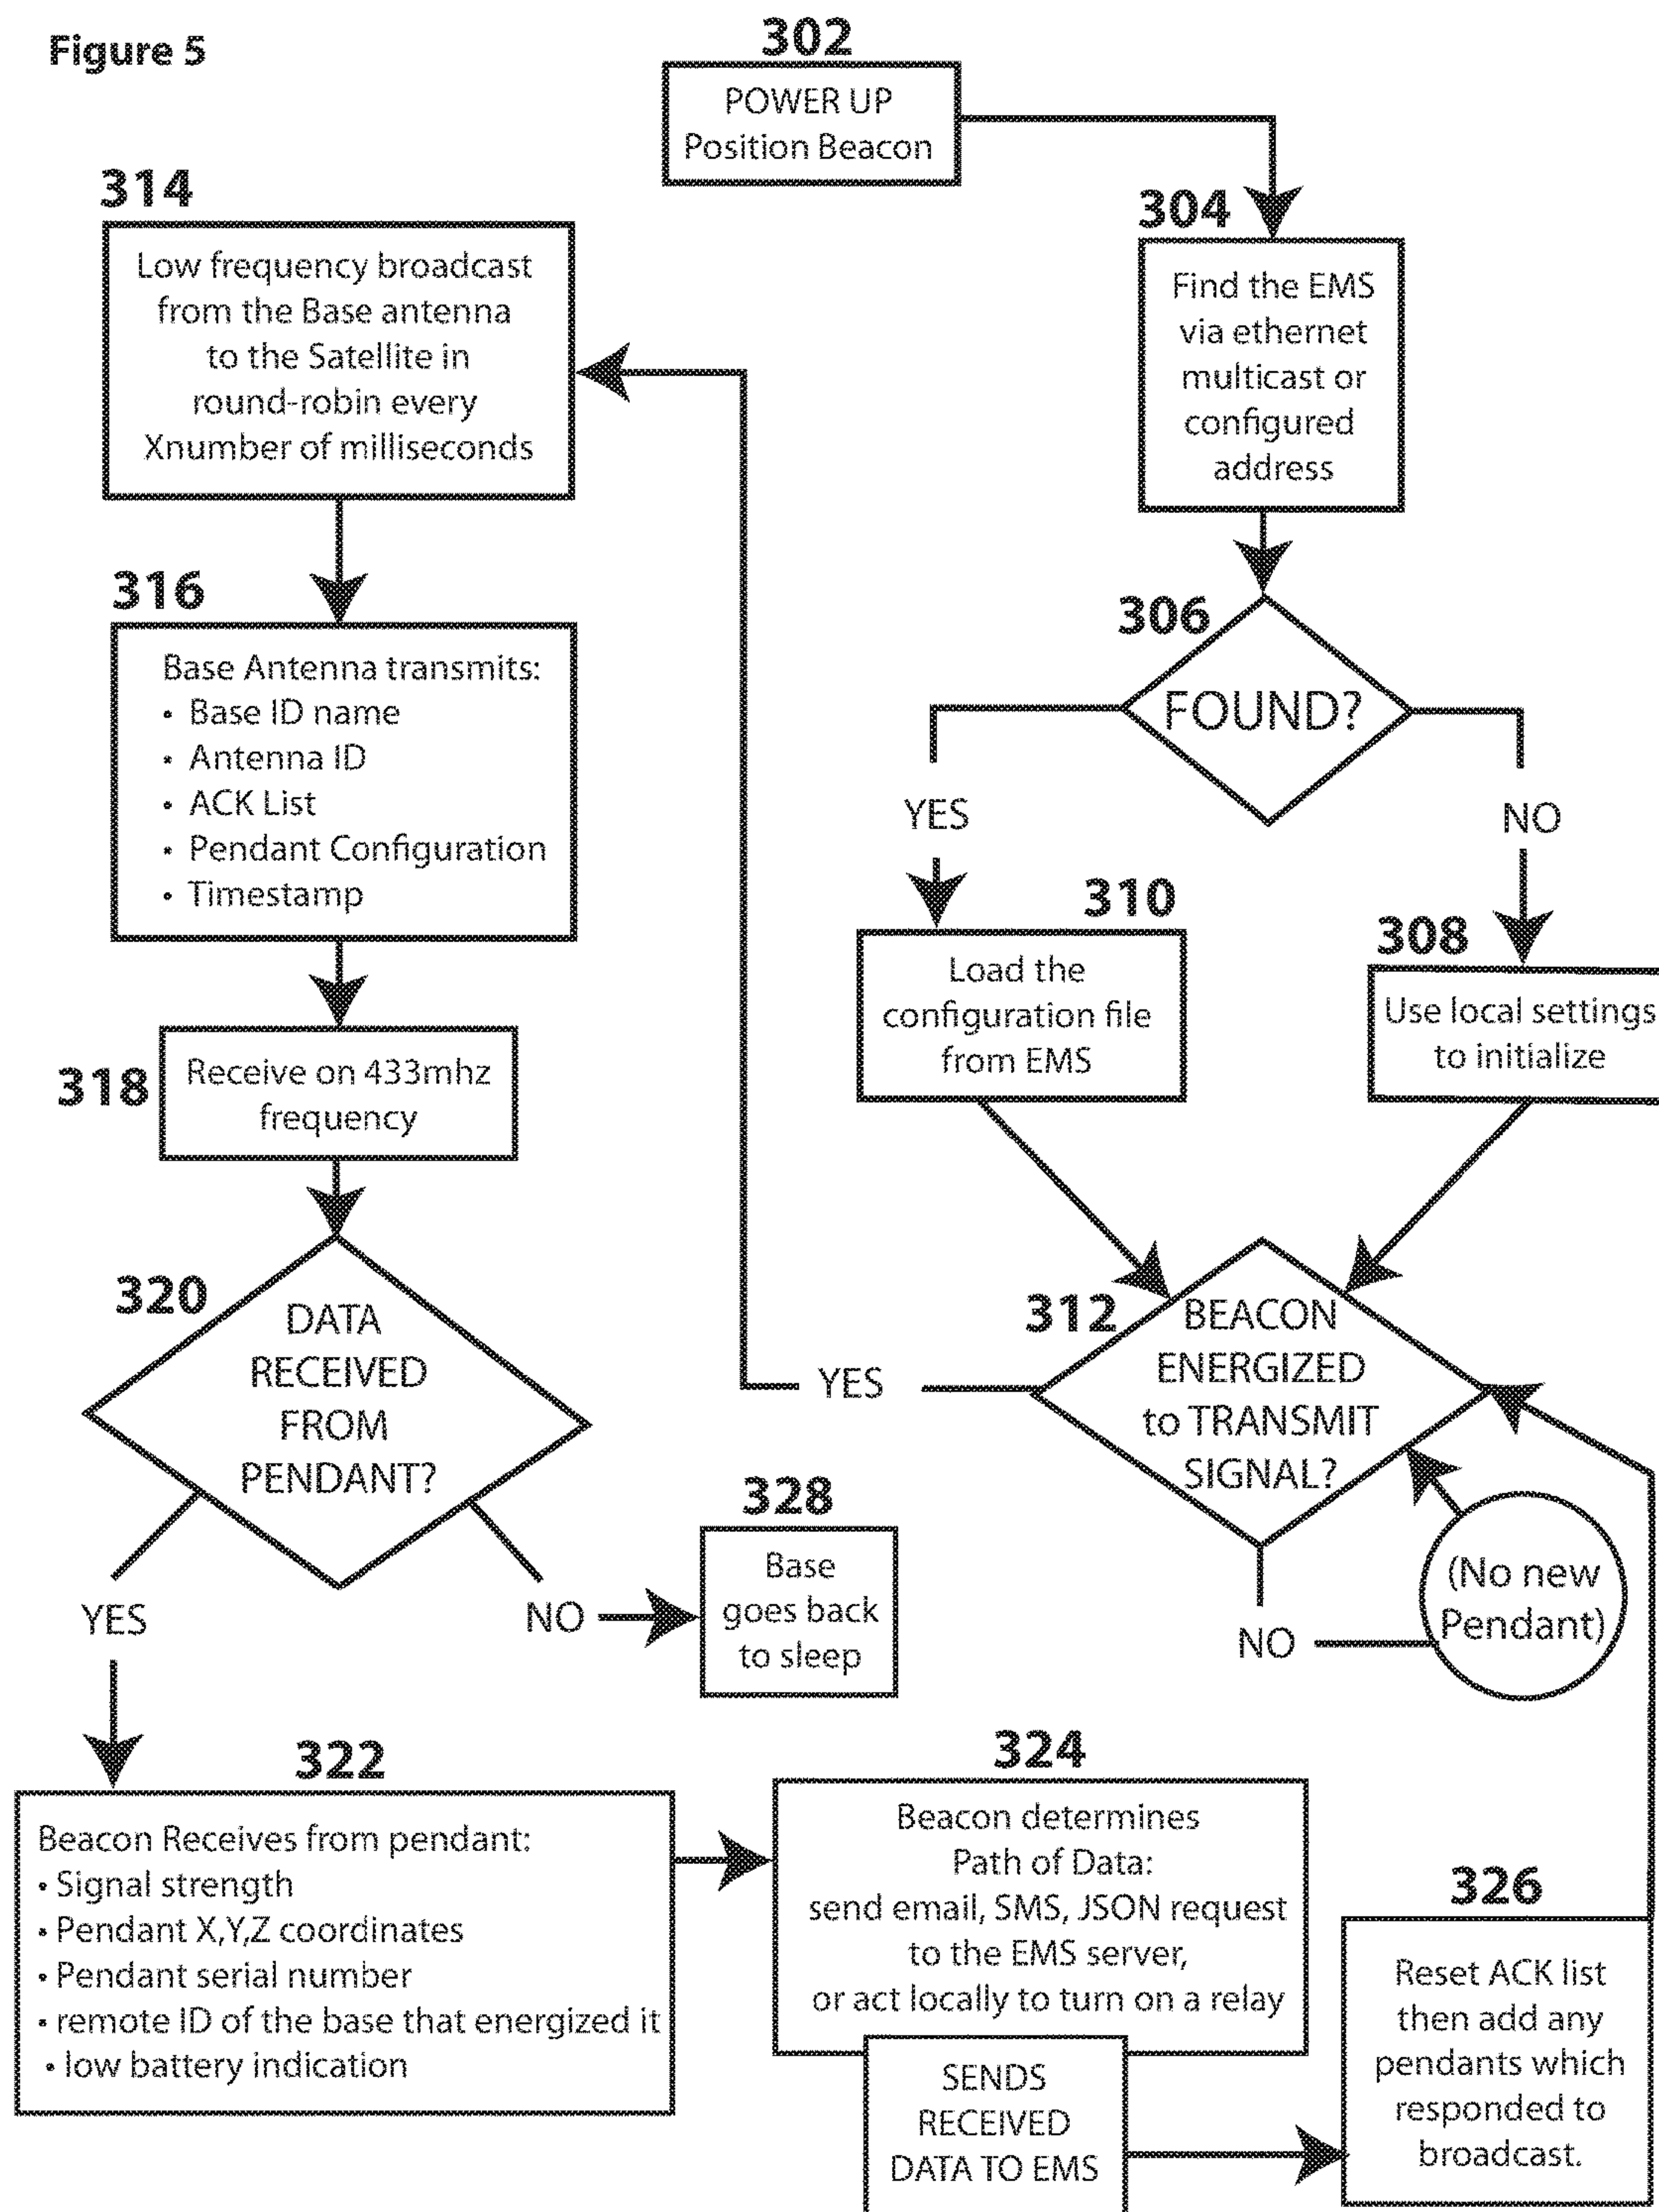 Figure 5
302
POWER UP
Position Beacon
304
Find the EMS
via ethernet
multicast or
configured
address
306
FOUND?
YES
NO
310
Load the
configuration file
from EMS
308
Use local settings
to initialize
312
BEACON
ENERGIZED
to TRANSMIT
SIGNAL?
YES
NO
(No new
Pendant)
314
Low frequency broadcast
from the Base antenna
to the Satellite in
round-robin every
Xnumber of milliseconds
316
Base Antenna transmits:
• Base ID name
• Antenna ID
• ACK List
• Pendant Configuration
• Timestamp
318
Receive on 433mhz
frequency
320
DATA
RECEIVED
FROM
PENDANT?
YES
NO
328
Base
goes back
to sleep
322
Beacon Receives from pendant:
• Signal strength
• Pendant X,Y,Z coordinates
• Pendant serial number
• remote ID of the base that energized it
• low battery indication
324
Beacon determines
Path of Data:
send email, SMS, JSON request
to the EMS server,
or act locally to turn on a relay
SENDS
RECEIVED
DATA TO EMS
326
Reset ACK list
then add any
pendants which
responded to
broadcast.